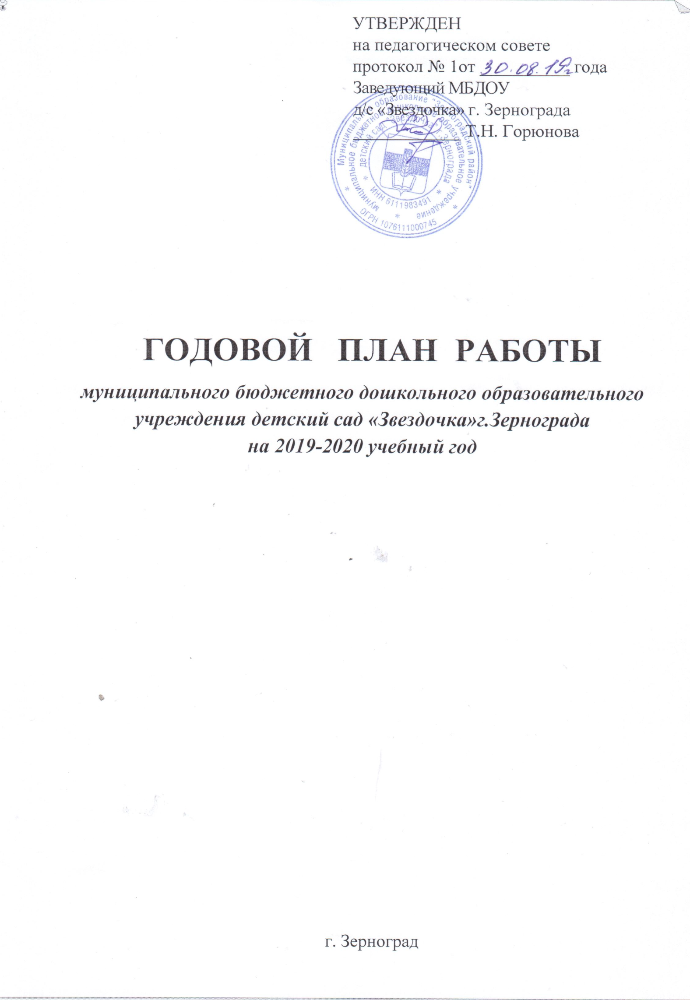 УТВЕРЖДЕН
на педагогическом совете
протокол № 1от 30.08.19г года
Заведующий МБДОУ
д/с «Звездочка» г. Зернограда
Т.Н. Горюнова
Муниципальное образование "Зерноградский район"
муниципальное бюджетное дошкольное образовательное учреждение
детский сад "Звездочка" г.Зернограда
ИНН 6111983491
ОГРН 1076111000745
ГОДОВОЙ ПЛАН РАБОТЫ
муниципального бюджетного дошкольного образовательного
учреждения детский сад «Звездочка»г.Зернограда
на 2019-2020 учебный год
г. Зерноград